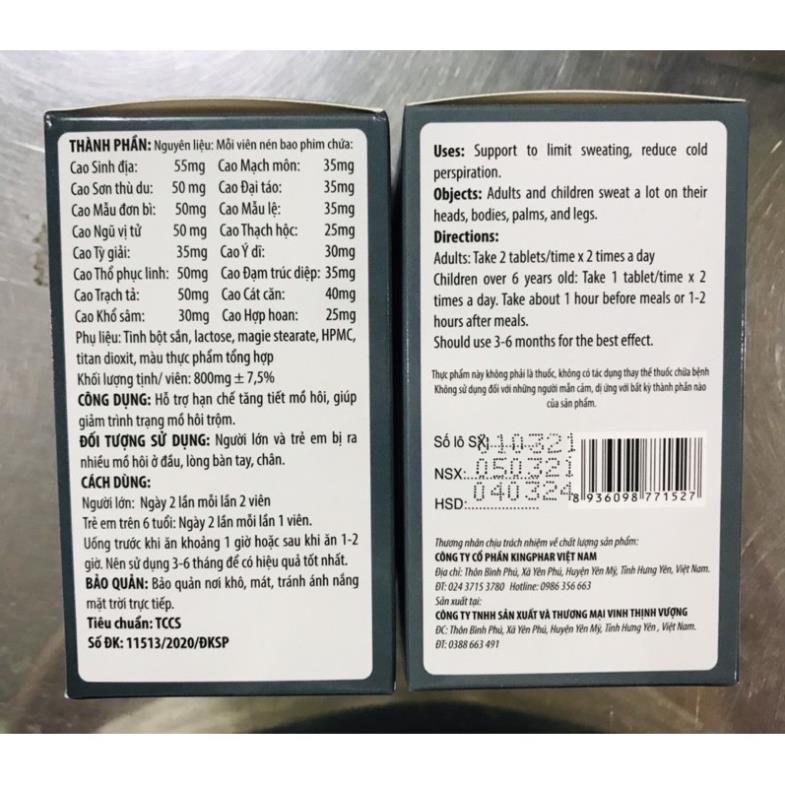 THÀNH PHẦN: Nguyên liệu: Mỗi viên nén bao phim chứa:
Cao Sinh địa: 55mg Cao Mạch môn: 35mg
Cao Sơn thù du: 50 mg Cao Đại táo: 35mg
Cao Mẫu đơn bì: 50mg Cao Mẫu lệ: 35mg
Cao Ngũ vị tử 50 mg Cao Thạch hộc: 25mg
Cao Tỳ giải: 35mg Cao Ý dĩ: 30mg
Cao Thổ phục linh: 50mg Cao Đạm trúc diệp: 35mg
Cao Trạch tả: 50mg Cao Cát căn: 40mg
Cao Khổ sâm: 30mg Cao Hợp hoan: 25mg
Phụ liệu: Tinh bột sắn, lactose, magie stearate, HPMC,
titan dioxit, màu thực phẩm tổng hợp
Khối lượng tịnh/ viên: 800mg ± 7,5%
CÔNG DỤNG: Hỗ trợ hạn chế tăng tiết mồ hôi, giúp
giảm trình trạng mồ hôi trộm.
ĐỐI TƯỢNG SỬ DỤNG: Người lớn và trẻ em bị ra
nhiều mồ hôi ở đầu, lòng bàn tay, chân.
CÁCH DÙNG:
Người lớn: Ngày 2 lần mỗi lần 2 viên
Trẻ em trên 6 tuổi: Ngày 2 lần mỗi lần 1 viên.
Uống trước khi ăn khoảng 1 giờ hoặc sau khi ăn 1-2
giờ. Nên sử dụng 3-6 tháng để có hiệu quả tốt nhất.
BẢO QUẢN: Bảo quản nơi khô, mát, tránh ánh nắng
mặt trời trực tiếp.
Tiêu chuẩn: TCCS
Số ĐK: 11513/2020/ĐKSP
Uses: Support to limit sweating, reduce cold
perspiration.
Objects: Adults and children sweat a lot on their
heads, bodies, palms, and legs.
Directions:
Adults: Take 2 tablets/time x 2 times a day
Children over 6 years old: Take 1 tablet/time x 2
times a day. Take about 1 hour before meals or 1-2
hours after meals.
Should use 3-6 months for the best effect.
Thực phẩm này không phải là thuốc, không có tác dụng thay thế thuốc chữa bệnh
Không sử dụng đối với những người mẫn cảm, dị ứng với bất kỳ thành phần nào
của sản phẩm.
Số lô SX: 010321
NSX: 050321
HSD: 040324
8 936098 771527
Thương nhân chịu trách nhiệm về chất lượng sản phẩm:
CÔNG TY CỔ PHẦN KINGPHAR VIỆT NAM
Địa chỉ: Thôn Bình Phú, Xã Yên Phú, Huyện Yên Mỹ, Tỉnh Hưng Yên, Việt Nam.
ĐT: 024 3715 3780 Hotline: 0986 356 663
Sản xuất tại:
CÔNG TY TNHH SẢN XUẤT VÀ THƯƠNG MẠI VINH THỊNH VƯỢNG
ĐC: Thôn Bình Phú, Xã Yên Phú, Huyện Yên Mỹ, Tỉnh Hưng Yên , Việt Nam.
ĐT: 0388 663 491